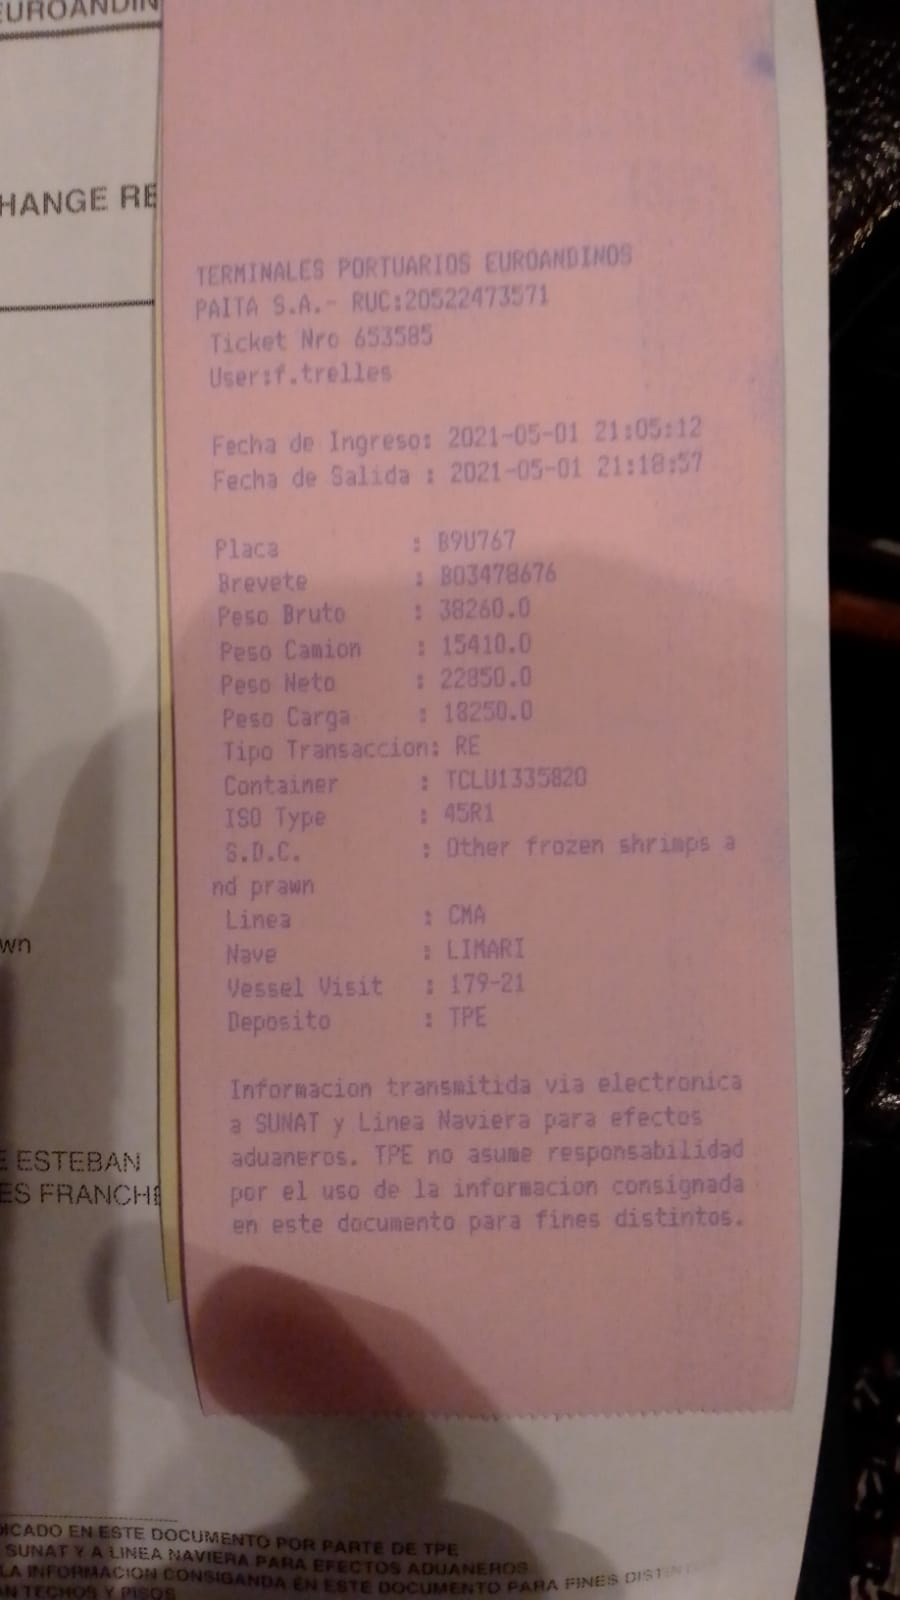 EUROANDIN
HANGE RE
TERMINALES PORTUARIOS EUROANDINOS
PAITA S.A.- RUC:20522473571
Ticket Nro 653585
User:f.trelles
Fecha de Ingreso: 2021-05-01 21:05:12
Fecha de Salida : 2021-05-01 21:18:57
Placa : B9U767
Brevete : B03478676
Peso Bruto : 38260.0
Peso Camion : 15410.0
Peso Neto : 22850.0
Peso Carga : 18250.0
Tipo Transaccion: RE
Container : TCLU1335820
ISO Type : 45R1
S.D.C. : Other frozen shrimps a
nd prawn
Linea : CMA
wn
Nave : LIMARI
Vessel Visit : 179-21
Deposito : TPE
Informacion transmitida via electronica
a SUNAT y Linea Naviera para efectos
aduaneros. TPE no asume responsabilidad
por el uso de la informacion consignada
en este documento para fines distintos.
E ESTEBAN
ES FRANCHE
DICADO EN ESTE DOCUMENTO POR PARTE DE TPE
SUNAT Y A LINEA NAVIERA PARA EFECTOS ADUANEROS
LA INFORMACION CONSIGANDA EN ESTE DOCUMENTO PARA FINES
AN TECHOS Y PISOS